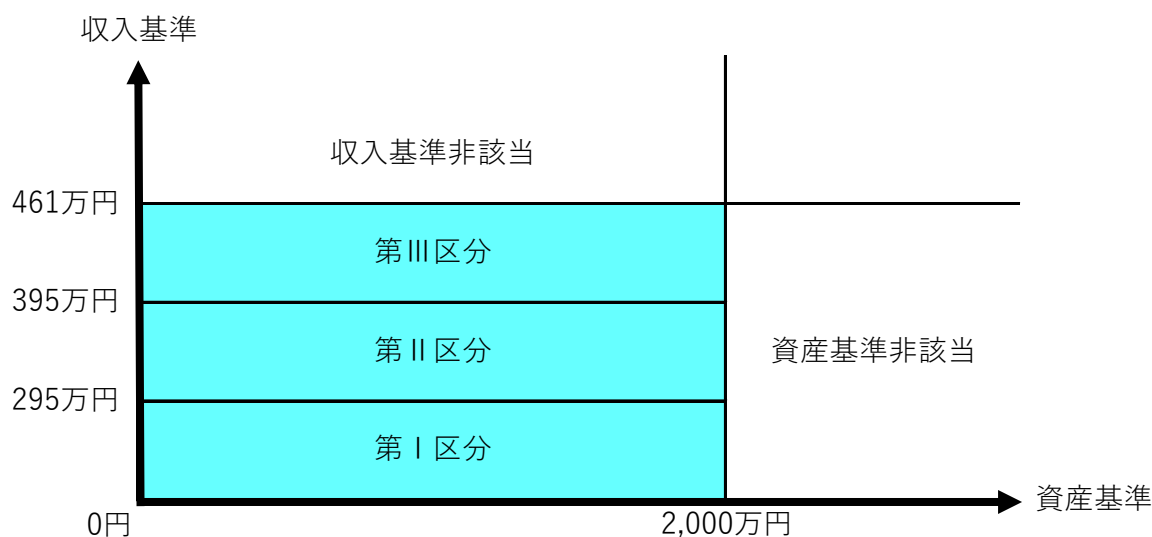 収入基準
収入基準非該当
461万円
第Ⅲ区分
395万円
第Ⅱ区分
資産基準非該当
295万円
第Ⅰ区分
資産基準
0円
2,000万円